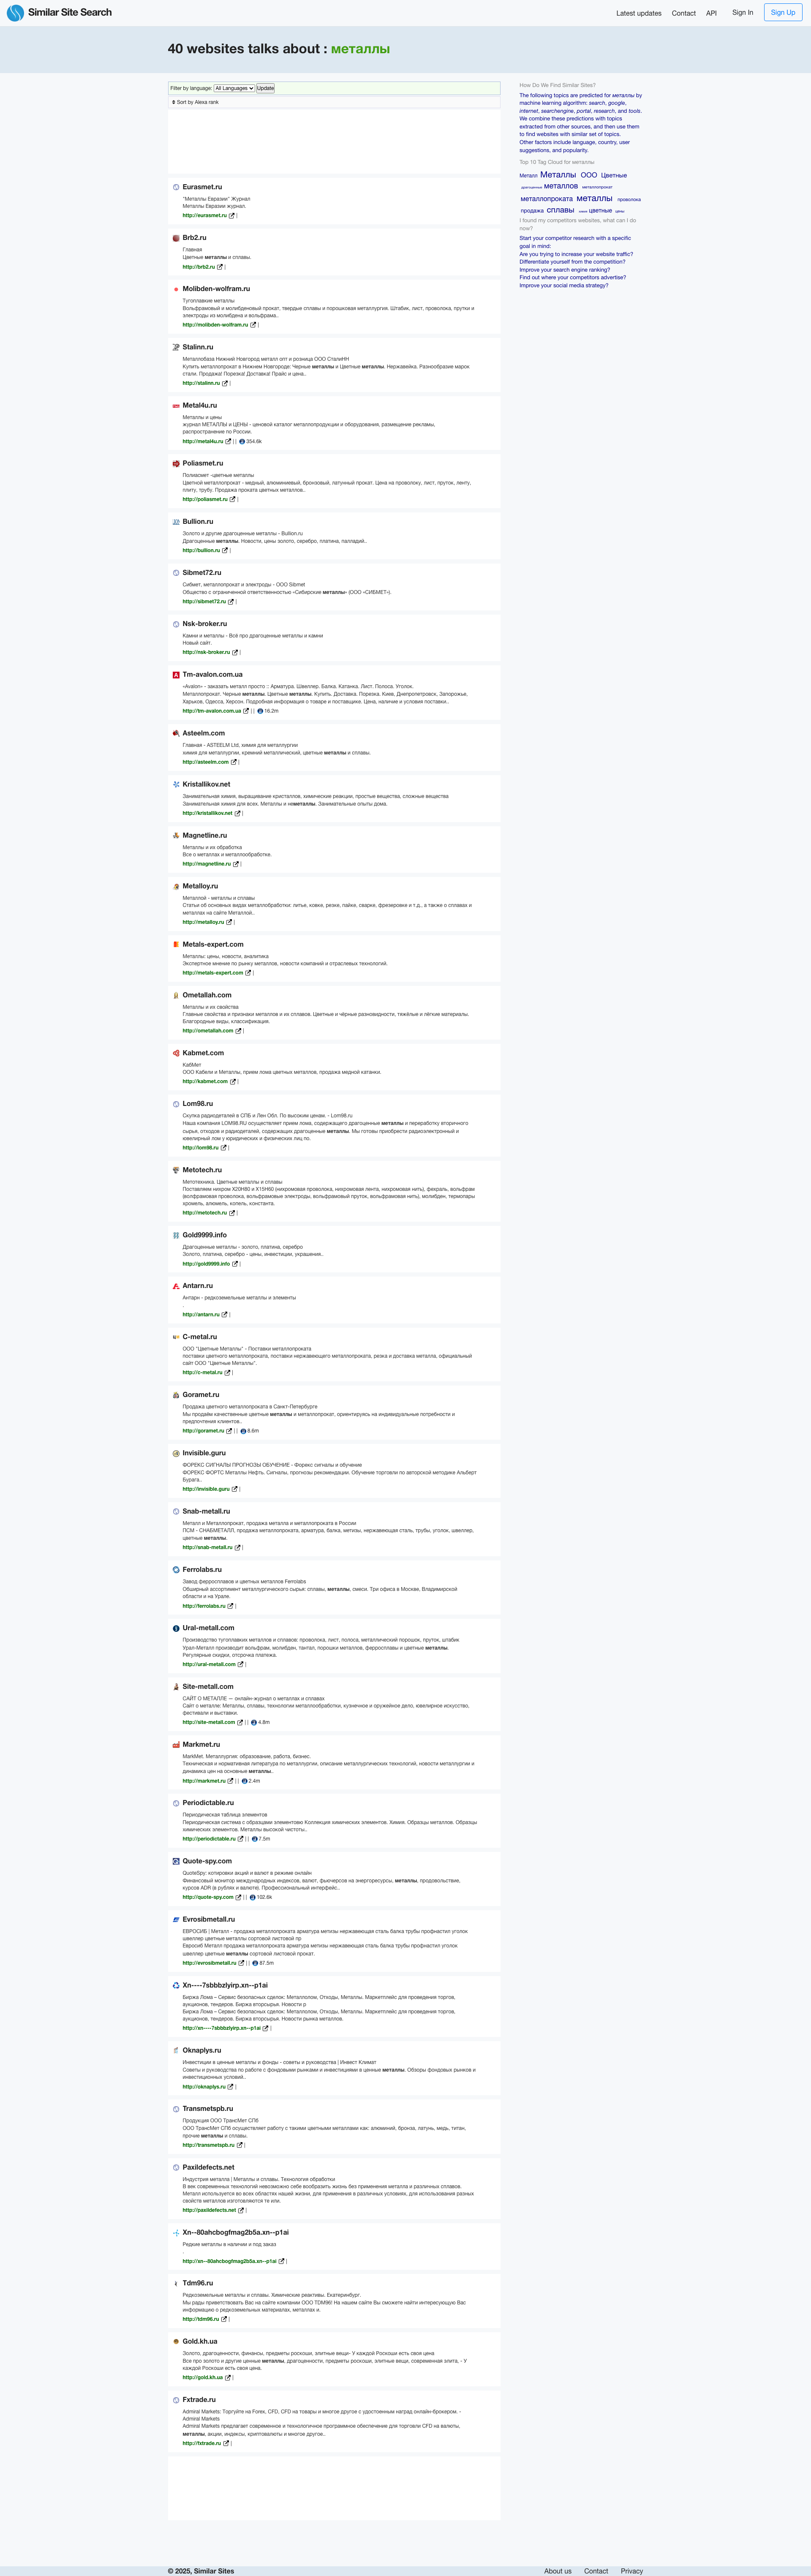 Similar Site Search
Latest updates Contact API Sign In Sign Up
40 websites talks about : металлы
Filter by language: All Languages Update
Sort by Alexa rank
Eurasmet.ru
"Металлы Евразии" Журнал
Металлы Евразии журнал.
http://eurasmet.ru |
Brb2.ru
Главная
Цветные металлы и сплавы.
http://brb2.ru |
Molibden-wolfram.ru
Тугоплавкие металлы
Вольфрамовый и молибденовый прокат, твердые сплавы и порошковая металлургия. Штабик, лист, проволока, прутки и
электроды из молибдена и вольфрама..
http://molibden-wolfram.ru |
Stalinn.ru
Металлобаза Нижний Новгород металл опт и розница ООО СталиНН
Купить металлопрокат в Нижнем Новгороде: Черные металлы и Цветные металлы. Нержавейка. Разнообразие марок
стали. Продажа! Порезка! Доставка! Прайс и цена..
http://stalinn.ru |
Metal4u.ru
Металлы и цены
журнал МЕТАЛЛЫ и ЦЕНЫ - ценовой каталог металлопродукции и оборудования, размещение рекламы,
распространение по России.
http://metal4u.ru | | 354.6k
Poliasmet.ru
Полиасмет -цветные металлы
Цветной металлопрокат - медный, алюминиевый, бронзовый, латунный прокат. Цена на проволоку, лист, пруток, ленту,
плиту, трубу. Продажа проката цветных металлов..
http://poliasmet.ru |
Bullion.ru
Золото и другие драгоценные металлы - Bullion.ru
Драгоценные металлы. Новости, цены золото, серебро, платина, палладий..
http://bullion.ru |
Sibmet72.ru
Сибмет, металлопрокат и электроды - ООО Sibmet
Общество с ограниченной ответственностью «Сибирские металлы» (ООО «СИБМЕТ»).
http://sibmet72.ru |
Nsk-broker.ru
Камни и металлы - Всё про драгоценные металлы и камни
Новый сайт.
http://nsk-broker.ru |
Tm-avalon.com.ua
«Avalon» - заказать металл просто :: Арматура. Швеллер. Балка. Катанка. Лист. Полоса. Уголок.
Металлопрокат. Черные металлы. Цветные металлы. Купить. Доставка. Порезка. Киев, Днепропетровск, Запорожье.
Харьков, Одесса, Херсон. Подробная информация о товаре и поставщике. Цена, наличие и условия поставки..
http://tm-avalon.com.ua | | 16.2m
Asteelm.com
Главная - ASTEELM Ltd, химия для металлургии
химия для металлургии, кремний металлический, цветные металлы и сплавы.
http://asteelm.com |
Kristallikov.net
Занимательная химия, выращивание кристаллов, химические реакции, простые вещества, сложные вещества
Занимательная химия для всех. Металлы и неметаллы. Занимательные опыты дома.
http://kristallikov.net |
Magnetline.ru
Металлы и их обработка
Все о металлах и металлообработке.
http://magnetline.ru |
Metalloy.ru
Металлой - металлы и сплавы
Статьи об основных видах металлобработки: литье, ковке, резке, пайке, сварке, фрезеровке и т.д., а также о сплавах и
металлах на сайте Металлой..
http://metalloy.ru |
Metals-expert.com
Металлы: цены, новости, аналитика
Экспертное мнение по рынку металлов, новости компаний и отраслевых технологий.
http://metals-expert.com |
Ometallah.com
Металлы и их свойства
Главные свойства и признаки металлов и их сплавов. Цветные и чёрные разновидности, тяжёлые и лёгкие материалы.
Благородные виды, классификация.
http://ometallah.com |
Kabmet.com
КабМет
ООО Кабели и Металлы, прием лома цветных металлов, продажа медной катанки.
http://kabmet.com |
Lom98.ru
Скупка радиодеталей в СПБ и Лен Обл. По высоким ценам. - Lom98.ru
Наша компания LOM98.RU осуществляет прием лома, содержащего драгоценные металлы и переработку вторичного
сырья, отходов и радиодеталей, содержащих драгоценные металлы. Мы готовы приобрести радиоэлектронный и
ювелирный лом у юридических и физических лиц по.
http://lom98.ru |
Metotech.ru
Метотехника. Цветные металлы и сплавы
Поставляем нихром Х20Н80 и Х15Н60 (нихромовая проволока, нихромовая лента, нихромовая нить), фехраль, вольфрам
(волфрамовая проволока, вольфрамовые электроды, вольфрамовый пруток, вольфрамовая нить), молибден, термопары
хромель, алюмель, копель, константа.
http://metotech.ru |
Gold9999.info
Драгоценные металлы - золото, платина, серебро
Золото, платина, серебро - цены, инвестиции, украшения..
http://gold9999.info |
Antarn.ru
Антарн - редкоземельные металлы и элементы
.
http://antarn.ru |
C-metal.ru
ООО "Цветные Металлы" - Поставки металлопроката
поставки цветного металлопроката, поставки нержавеющего металлопроката, резка и доставка металла, официальный
сайт ООО "Цветные Металлы".
http://c-metal.ru |
Goramet.ru
Продажа цветного металлопроката в Санкт-Петербурге
Мы продаём качественные цветные металлы и металлопрокат, ориентируясь на индивидуальные потребности и
предпочтения клиентов..
http://goramet.ru | | 8.6m
Invisible.guru
ФОРЕКС СИГНАЛЫ ПРОГНОЗЫ ОБУЧЕНИЕ - Форекс сигналы и обучение
ФОРЕКС ФОРТС Металлы Нефть. Сигналы, прогнозы рекомендации. Обучение торговли по авторской методике Альберт
Бурага..
http://invisible.guru |
Snab-metall.ru
Металл и Металлопрокат, продажа металла и металлопроката в России
ПСМ - СНАБМЕТАЛЛ, продажа металлопроката, арматура, балка, метизы, нержавеющая сталь, трубы, уголок, швеллер,
цветные металлы.
http://snab-metall.ru |
Ferrolabs.ru
Завод ферросплавов и цветных металлов Ferrolabs
Обширный ассортимент металлургического сырья: сплавы, металлы, смеси. Три офиса в Москве, Владимирской
области и на Урале.
http://ferrolabs.ru |
Ural-metall.com
Производство тугоплавких металлов и сплавов: проволока, лист, полоса, металлический порошок, пруток, штабик
Урал-Металл производит вольфрам, молибден, тантал, порошки металлов, ферросплавы и цветные металлы.
Регулярные скидки, отсрочка платежа.
http://ural-metall.com |
Site-metall.com
САЙТ О МЕТАЛЛЕ — онлайн-журнал о металлах и сплавах
Сайт о металле: Металлы, сплавы, технологии металлообработки, кузнечное и оружейное дело, ювелирное искусство,
фестивали и выставки.
http://site-metall.com | | 4.8m
Markmet.ru
MarkMet. Металлургия: образование, работа, бизнес.
Техническая и нормативная литература по металлургии, описание металлургических технологий, новости металлургии и
динамика цен на основные металлы..
http://markmet.ru | | 2.4m
Periodictable.ru
Периодическая таблица элементов
Периодическая система с образцами элементовю Коллекция химических элементов. Химия. Образцы металлов. Образцы
химических элементов. Металлы высокой чистоты..
http://periodictable.ru | | 7.5m
Quote-spy.com
QuoteSpy: котировки акций и валют в режиме онлайн
Финансовый монитор международных индексов, валют, фьючерсов на энергоресурсы, металлы, продовольствие,
курсов ADR (в рублях и валюте). Профессиональный интерфейс..
http://quote-spy.com | | 102.6k
Evrosibmetall.ru
ЕВРОСИБ | Металл - продажа металлопроката арматура метизы нержавеющая сталь балка трубы профнастил уголок
швеллер цветные металлы сортовой листовой пр
Евросиб Металл продажа металлопроката арматура метизы нержавеющая сталь балка трубы профнастил уголок
швеллер цветные металлы сортовой листовой прокат.
http://evrosibmetall.ru | | 87.5m
Xn----7sbbbzlyirp.xn--p1ai
Биржа Лома – Сервис безопасных сделок: Металлолом, Отходы, Металлы. Маркетплейс для проведения торгов,
аукционов, тендеров. Биржа вторсырья. Новости р
Биржа Лома – Сервис безопасных сделок: Металлолом, Отходы, Металлы. Маркетплейс для проведения торгов,
аукционов, тендеров. Биржа вторсырья. Новости рынка металлов.
http://xn----7sbbbzlyirp.xn--p1ai |
Oknaplys.ru
Инвестиции в ценные металлы и фонды - советы и руководства | Инвест Климат
Советы и руководства по работе с фондовыми рынками и инвестициями в ценные металлы. Обзоры фондовых рынков и
инвестиционных условий..
http://oknaplys.ru |
Transmetspb.ru
Продукция ООО ТрансМет СПб
ООО ТрансМет СПб осуществляет работу с такими цветными металлами как: алюминий, бронза, латунь, медь, титан,
прочие металлы и сплавы.
http://transmetspb.ru |
Paxildefects.net
Индустрия металла | Металлы и сплавы. Технология обработки
В век современных технологий невозможно себе вообразить жизнь без применения металла и различных сплавов.
Металл используется во всех областях нашей жизни. для применения в различных условиях, для использования разных
свойств металлов изготовляются те или.
http://paxildefects.net |
Xn--80ahcbogfmag2b5a.xn--p1ai
Редкие металлы в наличии и под заказ
.
http://xn--80ahcbogfmag2b5a.xn--p1ai |
Tdm96.ru
Редкоземельные металлы и сплавы. Химические реактивы. Екатеринбург.
Мы рады приветствовать Вас на сайте компании ООО ТDМ96! На нашем сайте Вы сможете найти интересующую Вас
информацию о редкоземельных материалах, металлах и.
http://tdm96.ru |
Gold.kh.ua
Золото, драгоценности, финансы, предметы роскоши, элитные вещи- У каждой Роскоши есть своя цена
Все про золото и другие ценные металлы, драгоценности, предметы роскоши, элитные вещи, современная элита, - У
каждой Роскоши есть своя цена.
http://gold.kh.ua |
Fxtrade.ru
Admiral Markets: Торгуйте на Forex, CFD, CFD на товары и многое другое с удостоенным наград онлайн-брокером. -
Admiral Markets
Admiral Markets предлагает современное и технологичное программное обеспечение для торговли CFD на валюты,
металлы, акции, индексы, криптовалюты и многое другое..
http://fxtrade.ru |
How Do We Find Similar Sites?
The following topics are predicted for металлы by
machine learning algorithm: search, google,
internet, searchengine, portal, research, and tools.
We combine these predictions with topics
extracted from other sources, and then use them
to find websites with similar set of topics.
Other factors include language, country, user
suggestions, and popularity.
Top 10 Tag Cloud for металлы
Металл Металлы ООО Цветные
драгоценные металлов металлопрокат
металлопроката металлы проволока
продажа сплавы химия цветные цены
I found my competitors websites, what can I do
now?
Start your competitor research with a specific
goal in mind:
Are you trying to increase your website traffic?
Differentiate yourself from the competition?
Improve your search engine ranking?
Find out where your competitors advertise?
Improve your social media strategy?
© 2025, Similar Sites
About us Contact Privacy